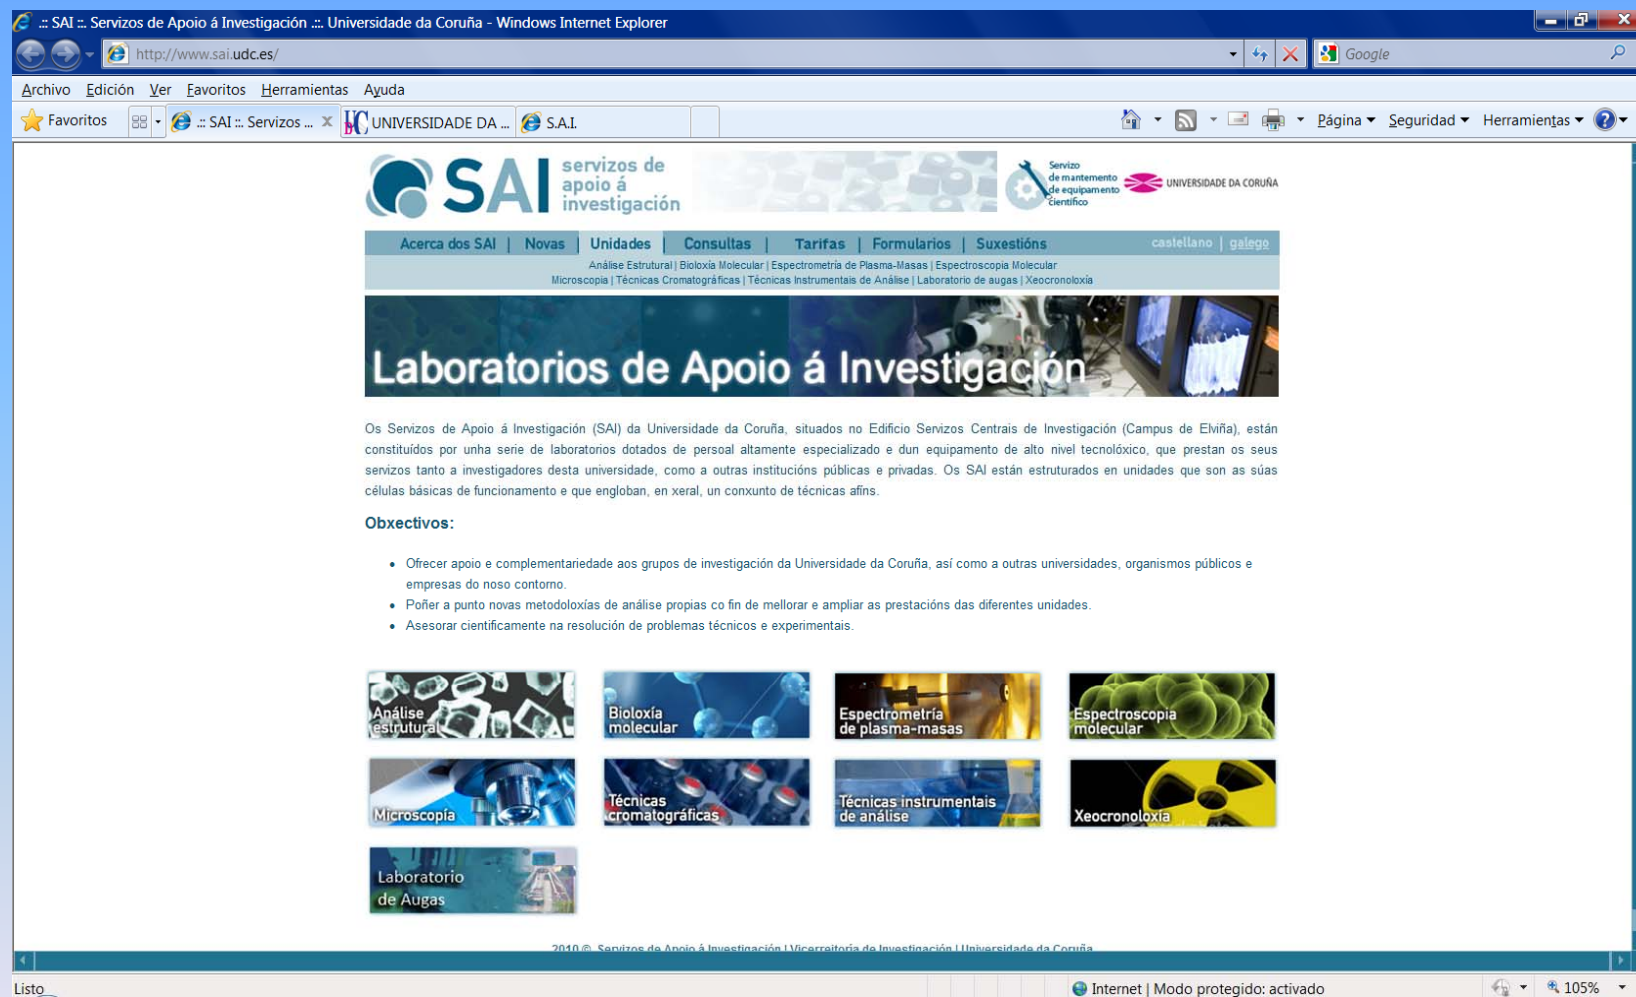 .:: SAI ::. Servizos de Apoio á Investigación .::. Universidade da Coruña - Windows Internet Explorer
http://www.sai.udc.es/
Google
Archivo Edición Ver Favoritos Herramientas Ayuda
Favoritos .:: SAI ::. Servizos ... UNIVERSIDADE DA ... S.A.I. Página Seguridad Herramientas
SAI servizos de
apoio á
investigación
Servizo
de mantemento
de equipamento
científico
UNIVERSIDADE DA CORUÑA
Acerca dos SAI | Novas | Unidades | Consultas | Tarifas | Formularios | Suxestións castellano | galego
Análise Estrutural | Bioloxía Molecular | Espectrometría de Plasma-Masas | Espectroscopia Molecular
Microscopia | Técnicas Cromatográficas | Técnicas Instrumentais de Análise | Laboratorio de augas | Xeocronoloxía
Laboratorios de Apoio á Investigación
Os Servizos de Apoio á Investigación (SAI) da Universidade da Coruña, situados no Edificio Servizos Centrais de Investigación (Campus de Elviña), están
constituídos por unha serie de laboratorios dotados de persoal altamente especializado e dun equipamento de alto nivel tecnolóxico, que prestan os seus
servizos tanto a investigadores desta universidade, como a outras institucións públicas e privadas. Os SAI están estruturados en unidades que son as súas
células básicas de funcionamento e que engloban, en xeral, un conxunto de técnicas afíns.
Obxectivos:
• Ofrecer apoio e complementariedade aos grupos de investigación da Universidade da Coruña, así como a outras universidades, organismos públicos e
empresas do noso contorno.
• Poñer a punto novas metodoloxías de análise propias co fin de mellorar e ampliar as prestacións das diferentes unidades.
• Asesorar cientificamente na resolución de problemas técnicos e experimentais.
Análise
estrutural
Bioloxía
molecular
Espectrometría
de plasma-masas
Espectroscopia
molecular
Microscopía
Técnicas
cromatográficas
Técnicas instrumentais
de análise
Xeocronoloxía
Laboratorio
de Augas
2010 © Servizos de Apoio á Investigación | Vicerreitoría de Investigación | Universidade da Coruña
Listo Internet | Modo protegido: activado 105%